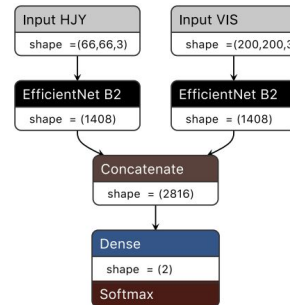 Input HJY
shape =(66,66,3)
Input VIS
shape =(200,200,3
EfficientNet B2
shape = (1408)
EfficientNet B2
shape = (1408)
Concatenate
shape = (2816)
Dense
shape = (2)
Softmax